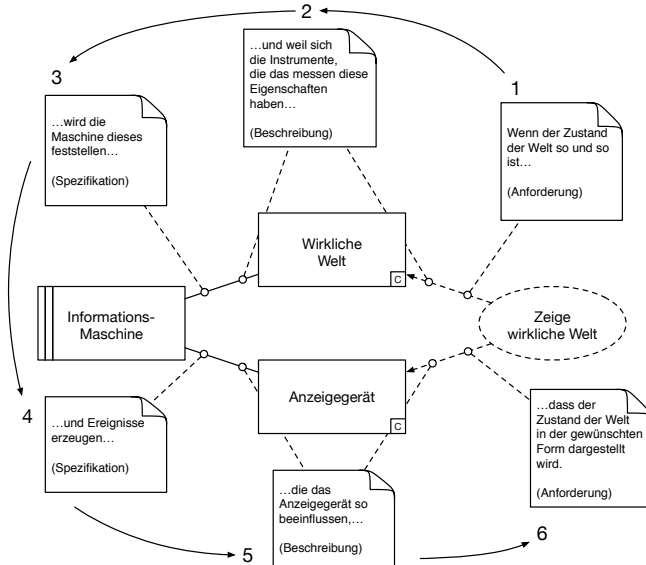 2
…und weil sich
die Instrumente,
die das messen diese
Eigenschaften
haben…
(Beschreibung)
3
…wird die
Maschine dieses
feststellen…
(Spezifikation)
1
Wenn der Zustand
der Welt so und so
ist…
(Anforderung)
Wirkliche
Welt
C
Informations-
Maschine
Zeige
wirkliche Welt
Anzeigegerät
C
4
…und Ereignisse
erzeugen…
(Spezifikation)
5
…die das
Anzeigegerät so
beeinflussen,…
(Beschreibung)
…dass der
Zustand der Welt
in der gewünschten
Form dargestellt
wird.
(Anforderung)
6